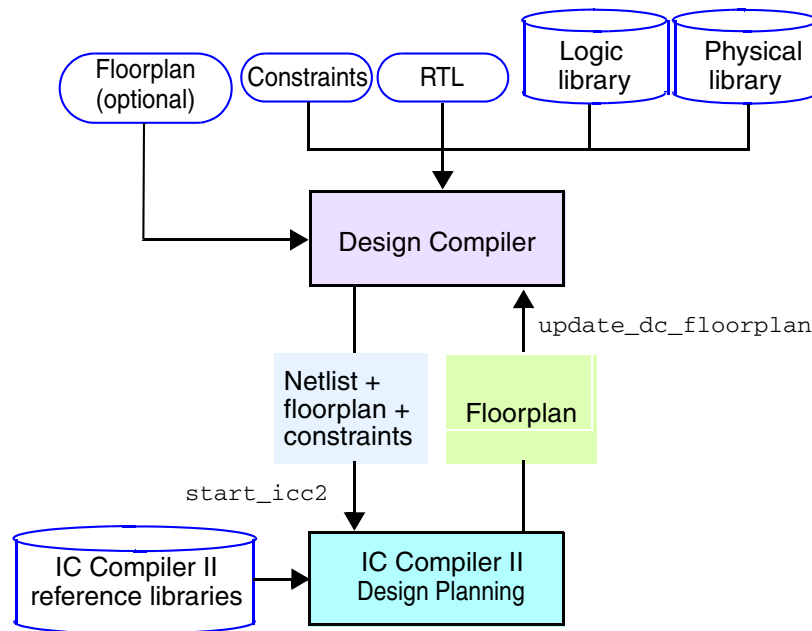 Floorplan
(optional)
Constraints
RTL
Logic
library
Physical
library
Design Compiler
update_dc_floorplan
Netlist +
floorplan +
constraints
Floorplan
start_icc2
IC Compiler II
reference libraries
IC Compiler II
Design Planning